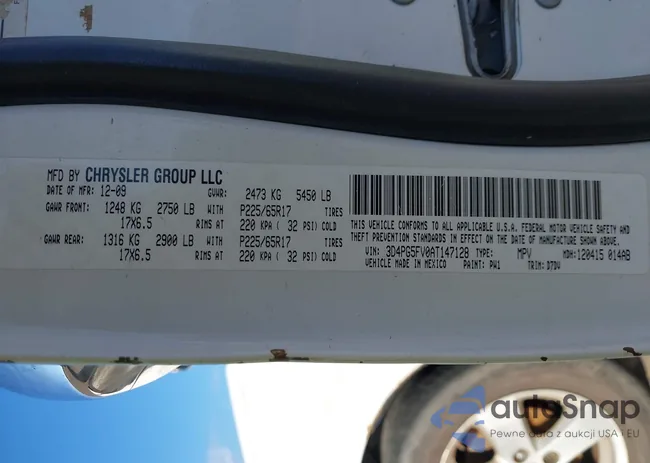 MFD BY CHRYSLER GROUP LLC
DATE OF MFR: 12-09 GVWR: 2473 KG 5450 LB
GAWR FRONT: 1248 KG 2750 LB WITH P225/65R17 TIRES
17X6.5 RIMS AT 220 KPA ( 32 PSI) COLD
GAWR REAR: 1316 KG 2900 LB WITH P225/65R17 TIRES
17X6.5 RIMS AT 220 KPA ( 32 PSI) COLD
THIS VEHICLE CONFORMS TO ALL APPLICABLE U.S.A. FEDERAL MOTOR VEHICLE SAFETY AND
THEFT PREVENTION STANDARDS IN EFFECT ON THE DATE OF MANUFACTURE SHOWN ABOVE.
VIN: 3D4PG5FV0AT147128 TYPE: MPV MDH: 120415 014AB
VEHICLE MADE IN MEXICO PAINT: PW1 TRIM: D7DV
autoSnap
Pewne auta z aukcji USA i EU